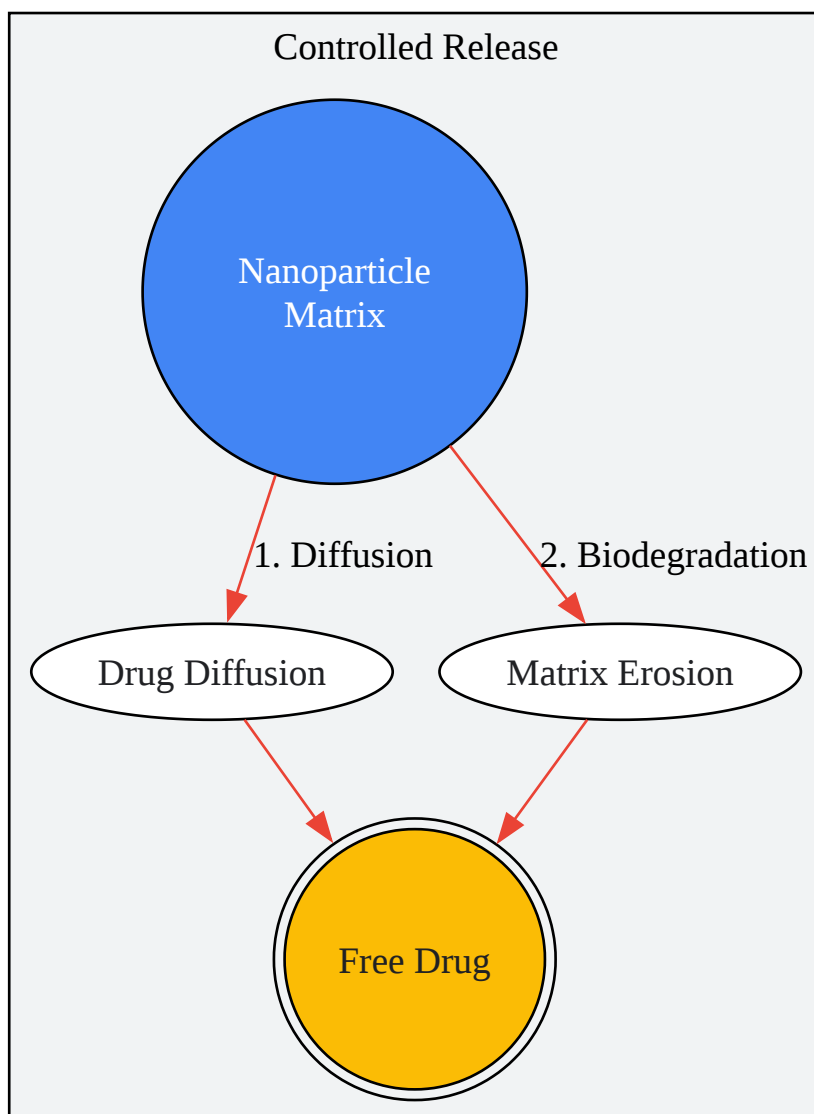 Controlled Release
Nanoparticle
Matrix
1. Diffusion
2. Biodegradation
Drug Diffusion
Matrix Erosion
Free Drug